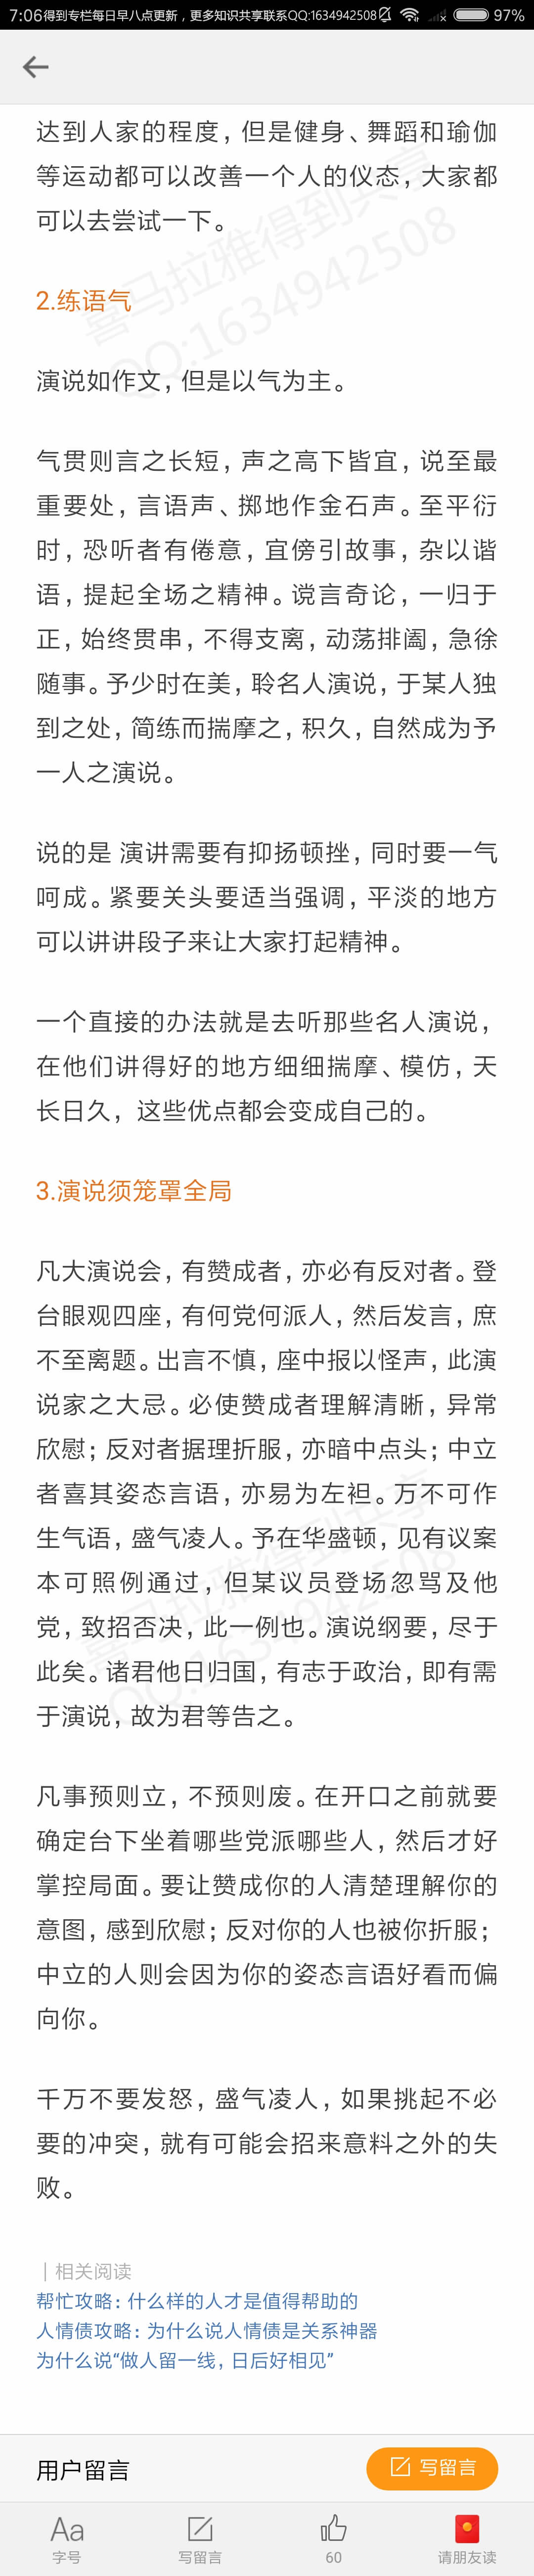 7:06得到专栏每日早八点更新，更多知识共享联系QQ:1634942508 97%
达到人家的程度，但是健身、舞蹈和瑜伽
等运动都可以改善一个人的仪态，大家都
可以去尝试一下。
喜马拉雅得到共享
QQ:1634942508
2.练语气
演说如作文，但是以气为主。
气贯则言之长短，声之高下皆宜，说至最
重要处，言语声、掷地作金石声。至平衍
时，恐听者有倦意，宜傍引故事，杂以谐
语，提起全场之精神。谠言奇论，一归于
正，始终贯串，不得支离，动荡排阖，急徐
随事。予少时在美，聆名人演说，于某人独
到之处，简练而揣摩之，积久，自然成为予
一人之演说。
说的是 演讲需要有抑扬顿挫，同时要一气
呵成。紧要关头要适当强调，平淡的地方
可以讲讲段子来让大家打起精神。
一个直接的办法就是去听那些名人演说，
在他们讲得好的地方细细揣摩、模仿，天
长日久，这些优点都会变成自己的。
3.演说须笼罩全局
凡大演说会，有赞成者，亦必有反对者。登
台眼观四座，有何党何派人，然后发言，庶
不至离题。出言不慎，座中报以怪声，此演
说家之大忌。必使赞成者理解清晰，异常
欣慰；反对者据理折服，亦暗中点头；中立
者喜其姿态言语，亦易为左袒。万不可作
生气语，盛气凌人。予在华盛顿，见有议案
本可照例通过，但某议员登场忽骂及他
党，致招否决，此一例也。演说纲要，尽于
此矣。诸君他日归国，有志于政治，即有需
于演说，故为君等告之。
喜马拉雅得到共享
QQ:1634942508
凡事预则立，不预则废。在开口之前就要
确定台下坐着哪些党派哪些人，然后才好
掌控局面。要让赞成你的人清楚理解你的
意图，感到欣慰；反对你的人也被你折服；
中立的人则会因为你的姿态言语好看而偏
向你。
千万不要发怒，盛气凌人，如果挑起不必
要的冲突，就有可能会招来意料之外的失
败。
｜相关阅读
帮忙攻略：什么样的人才是值得帮助的
人情债攻略：为什么说人情债是关系神器
为什么说“做人留一线，日后好相见”
用户留言
写留言
Aa
字号
写留言
60
请朋友读